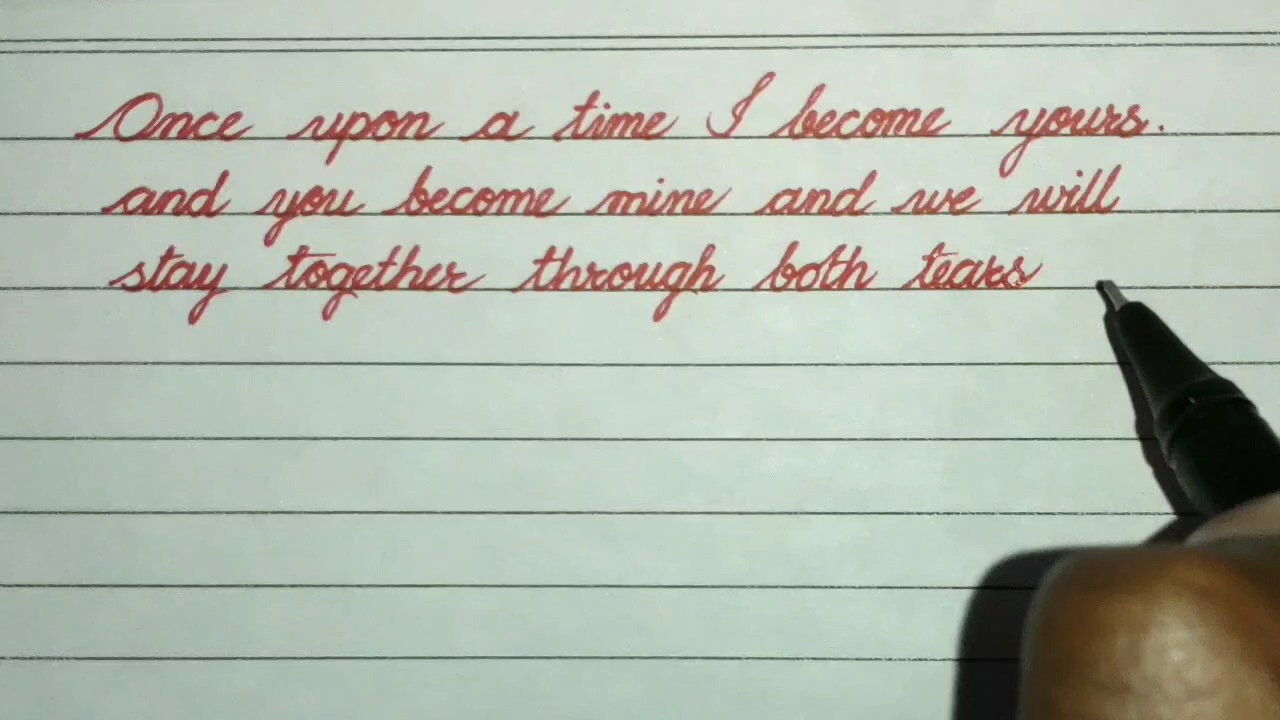 Once upon a time I become yours.
and you become mine and we will
stay together through both tears